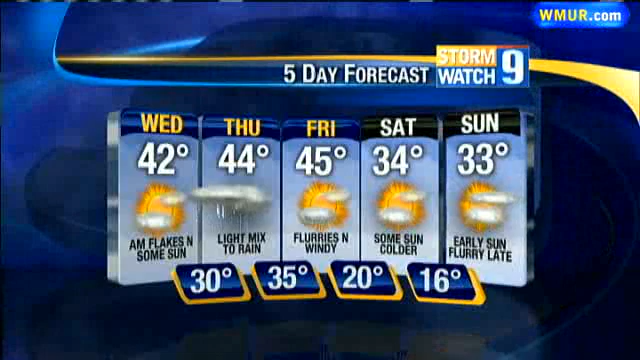 WMUR.com
5 DAY FORECAST
STORM
WATCH 9
WED
42°
AM FLAKES N
SOME SUN
THU
44°
LIGHT MIX
TO RAIN
FRI
45°
FLURRIES N
WINDY
SAT
34°
SOME SUN
COLDER
SUN
33°
EARLY SUN
FLURRY LATE
30°
35°
20°
16°